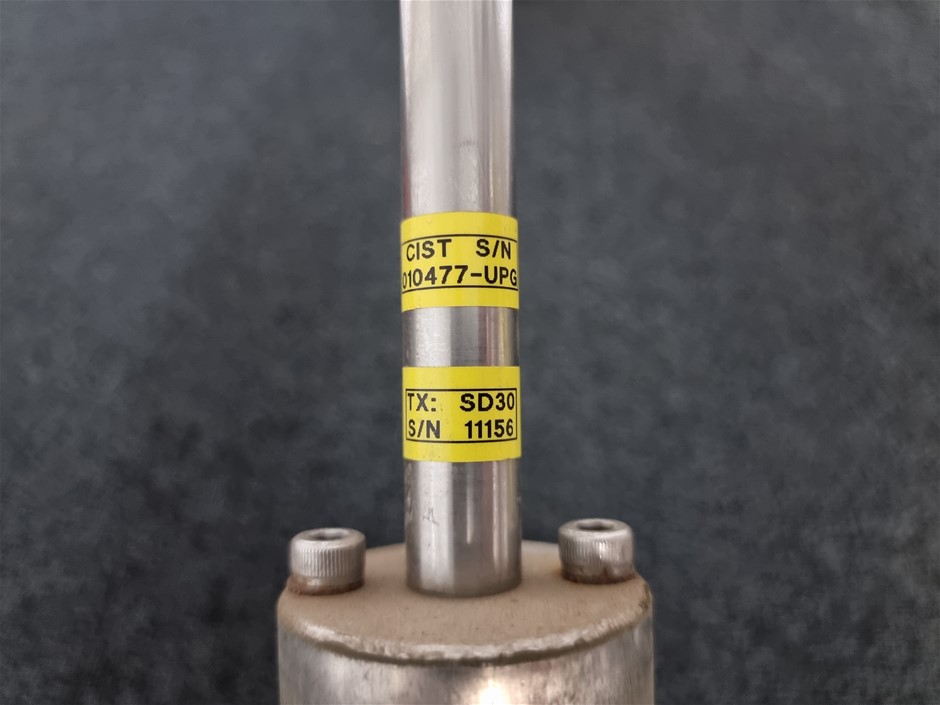 CIST S/N
010477-UPG
TX: SD30
S/N 11156